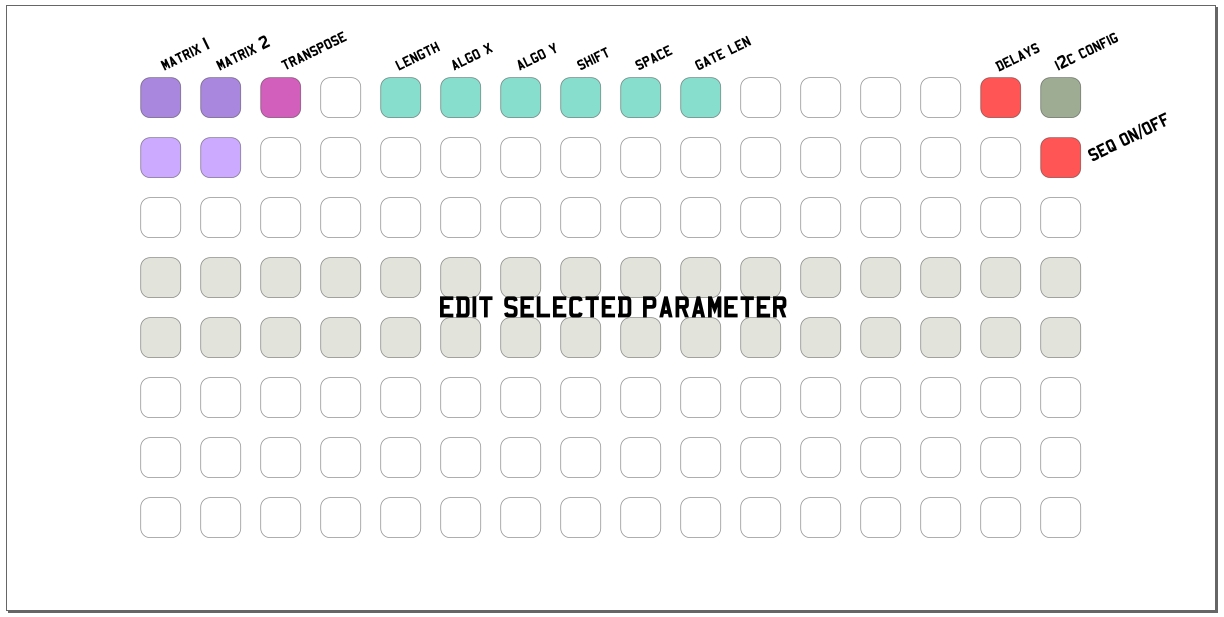 MATRIX 1
MATRIX 2
TRANSPOSE
LENGTH
ALGO X
ALGO Y
SHIFT
SPACE
GATE LEN
DELAYS
I2C CONFIG
SEQ ON/OFF
EDIT SELECTED PARAMETER